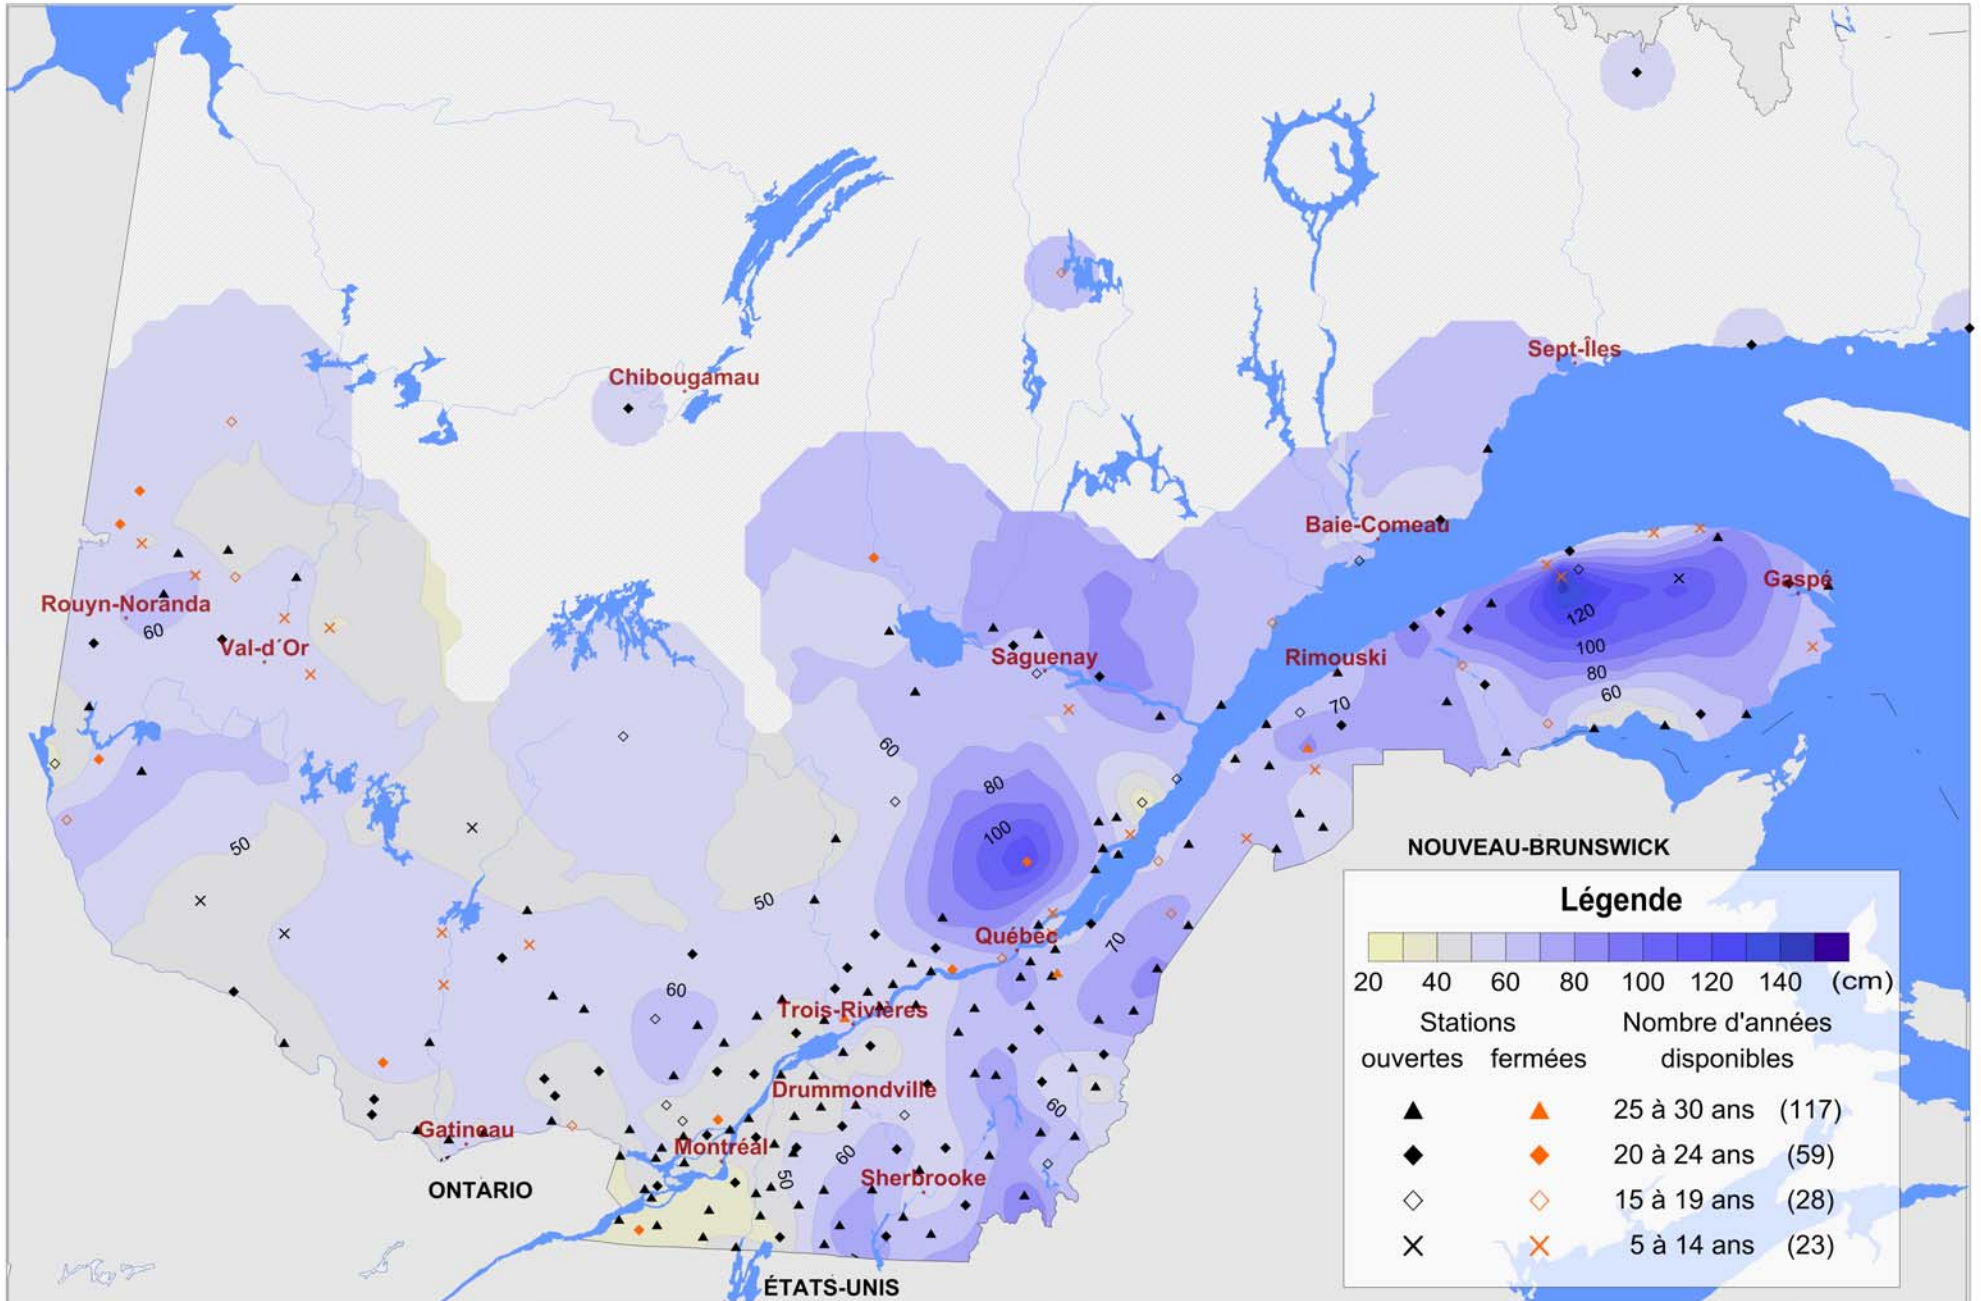 Sept-Îles
Chibougamau
Baie-Comeau
Gaspé
Rouyn-Noranda
60
Val-d´Or
120
100
80
60
Saguenay
Rimouski
70
60
80
100
50
50
NOUVEAU-BRUNSWICK
Québec
70
60
Trois-Rivières
Drummondville
60
Gatineau
Montréal
60
50
Sherbrooke
ONTARIO
ÉTATS-UNIS
Légende
20 40 60 80 100 120 140 (cm)
Stations Nombre d'années
ouvertes fermées disponibles
25 à 30 ans (117)
20 à 24 ans (59)
15 à 19 ans (28)
5 à 14 ans (23)